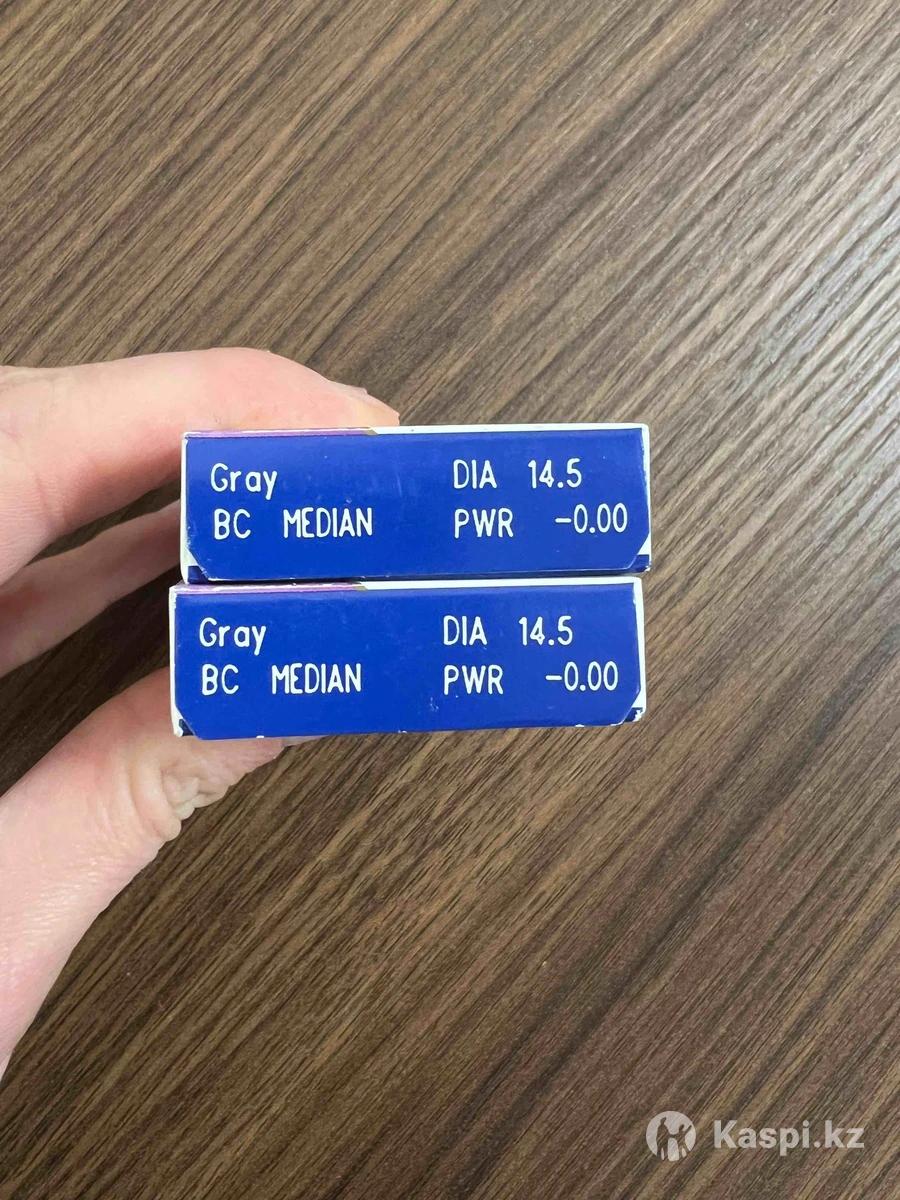 Gray DIA 14.5
BC MEDIAN PWR -0.00
Gray DIA 14.5
BC MEDIAN PWR -0.00
Kaspi.kz